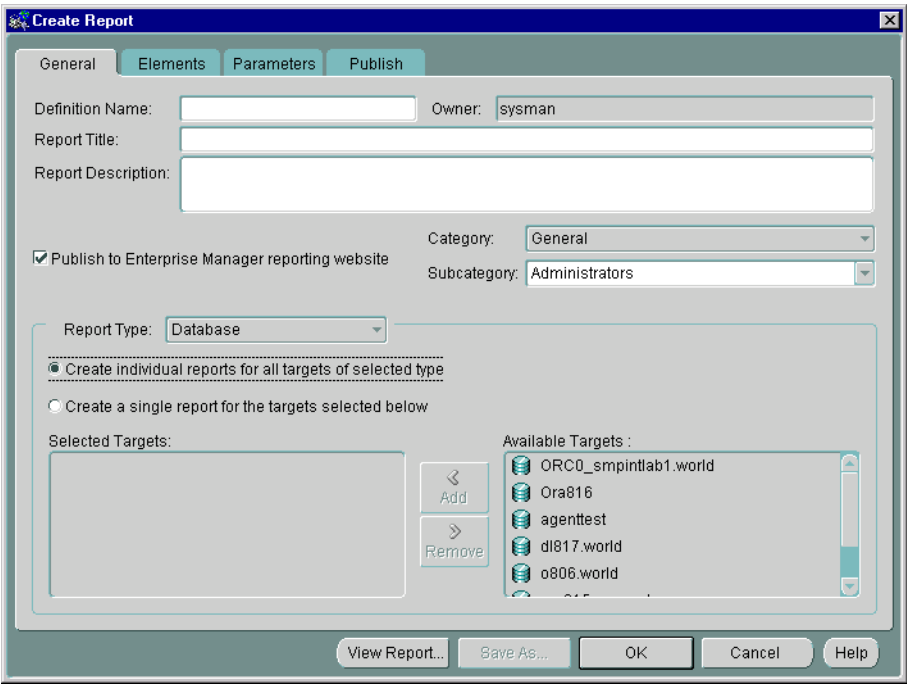 Create Report
General Elements Parameters Publish
Definition Name: Owner: sysman
Report Title:
Report Description:
Category: General
Publish to Enterprise Manager reporting website
Subcategory: Administrators
Report Type: Database
Create individual reports for all targets of selected type
Create a single report for the targets selected below
Selected Targets: Available Targets :
ORC0_smpintlab1.world
Ora816
agenttest
dl817.world
o806.world
Add
Remove
View Report... Save As... OK Cancel Help